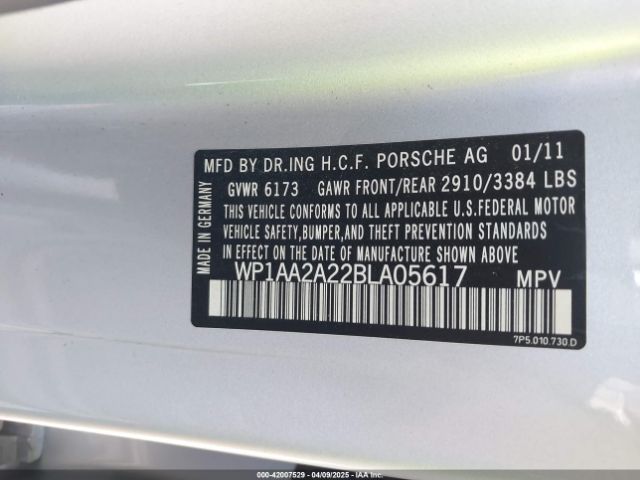 MFD BY DR.ING H.C.F. PORSCHE AG 01/11
GVWR 6173 GAWR FRONT/REAR 2910/3384 LBS
THIS VEHICLE CONFORMS TO ALL APPLICABLE U.S.FEDERAL MOTOR
VEHICLE SAFETY,BUMPER,AND THEFT PREVENTION STANDARDS
IN EFFECT ON THE DATE OF MANUFACTURE SHOWN ABOVE
WP1AA2A22BLA05617 MPV
MADE IN GERMANY
7P5.010.730.D
000-42007529 - 04/09/2025 - IAA Inc.